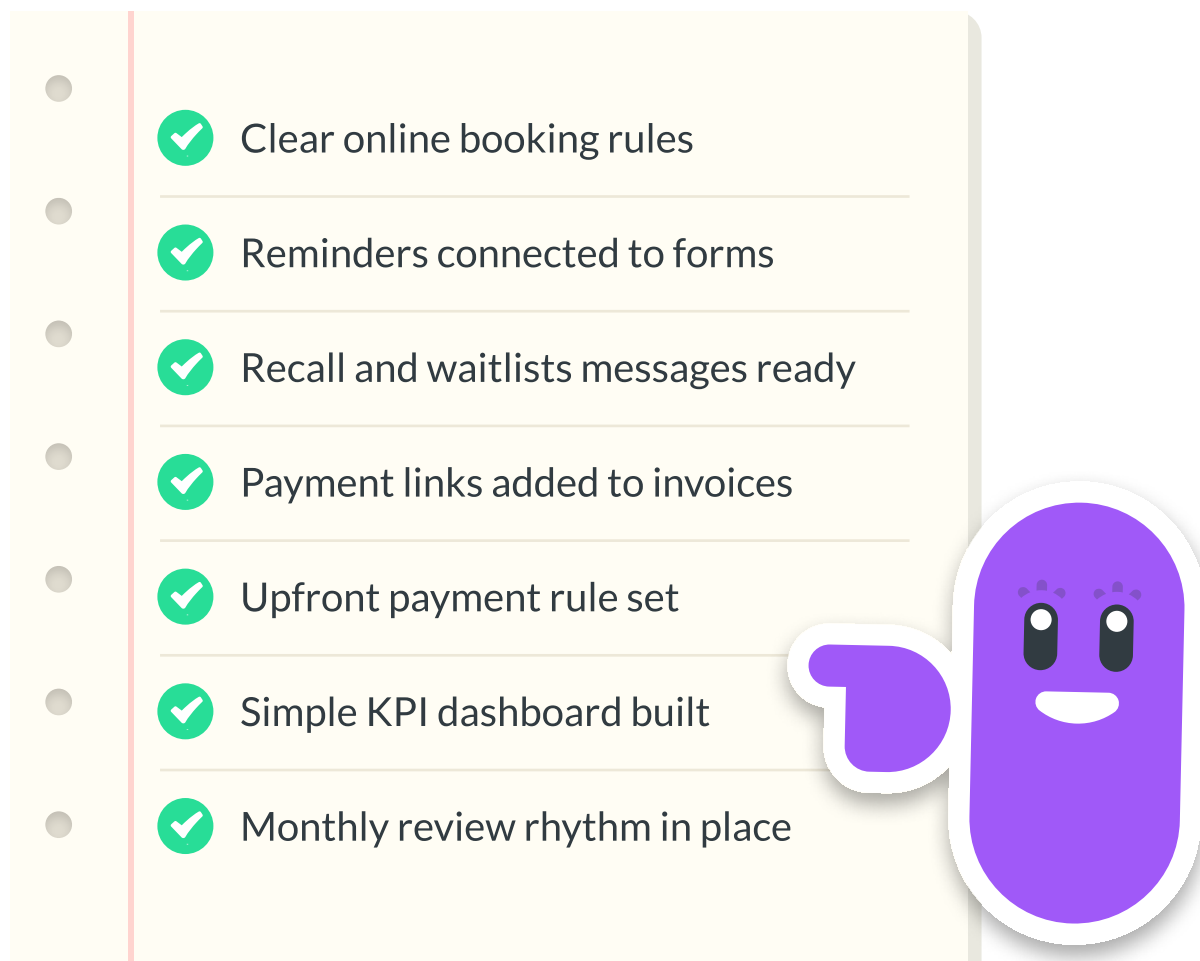 Clear online booking rules
Reminders connected to forms
Recall and waitlists messages ready
Payment links added to invoices
Upfront payment rule set
Simple KPI dashboard built
Monthly review rhythm in place